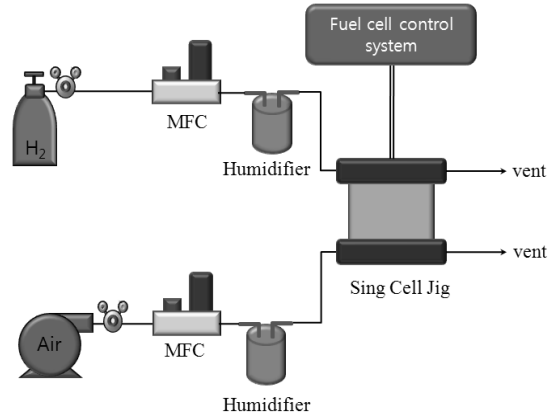 Fuel cell control
system
H2
MFC
Humidifier
vent
vent
Sing Cell Jig
Air
MFC
Humidifier